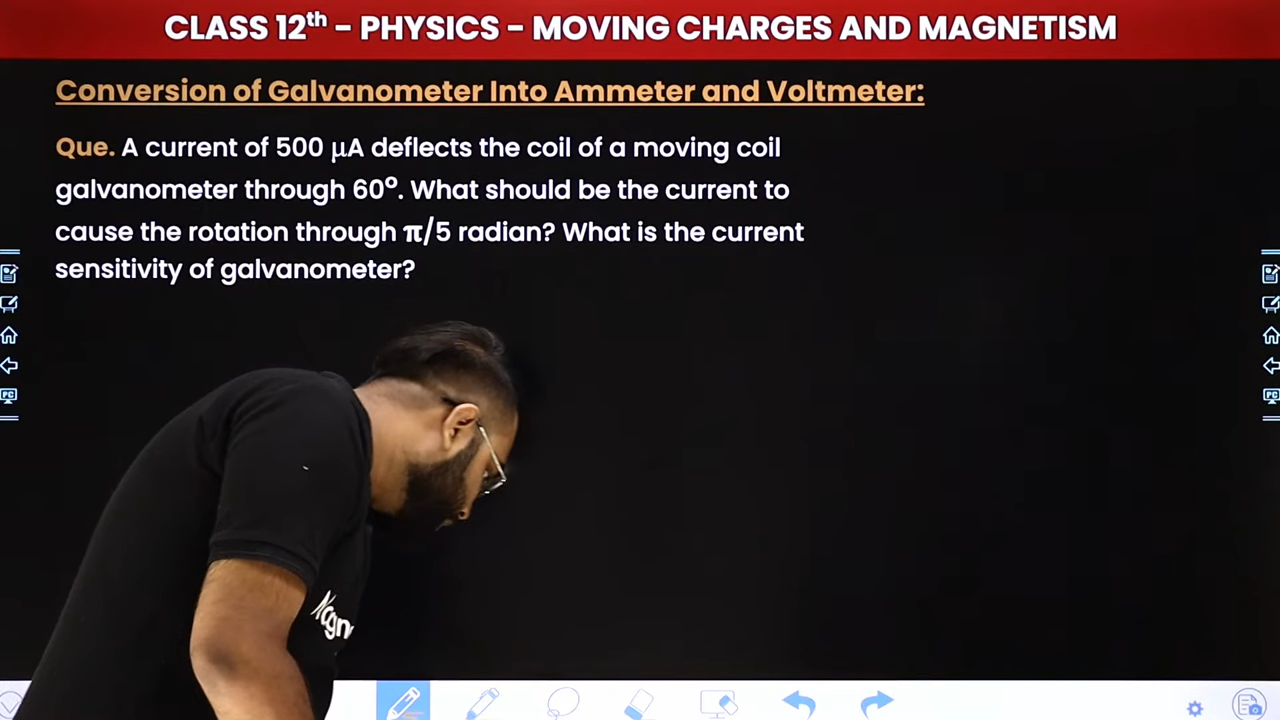 CLASS 12th - PHYSICS - MOVING CHARGES AND MAGNETISM
Conversion of Galvanometer Into Ammeter and Voltmeter:
Que. A current of 500 μA deflects the coil of a moving coil
galvanometer through 60°. What should be the current to
cause the rotation through π/5 radian? What is the current
sensitivity of galvanometer?
PC
PC